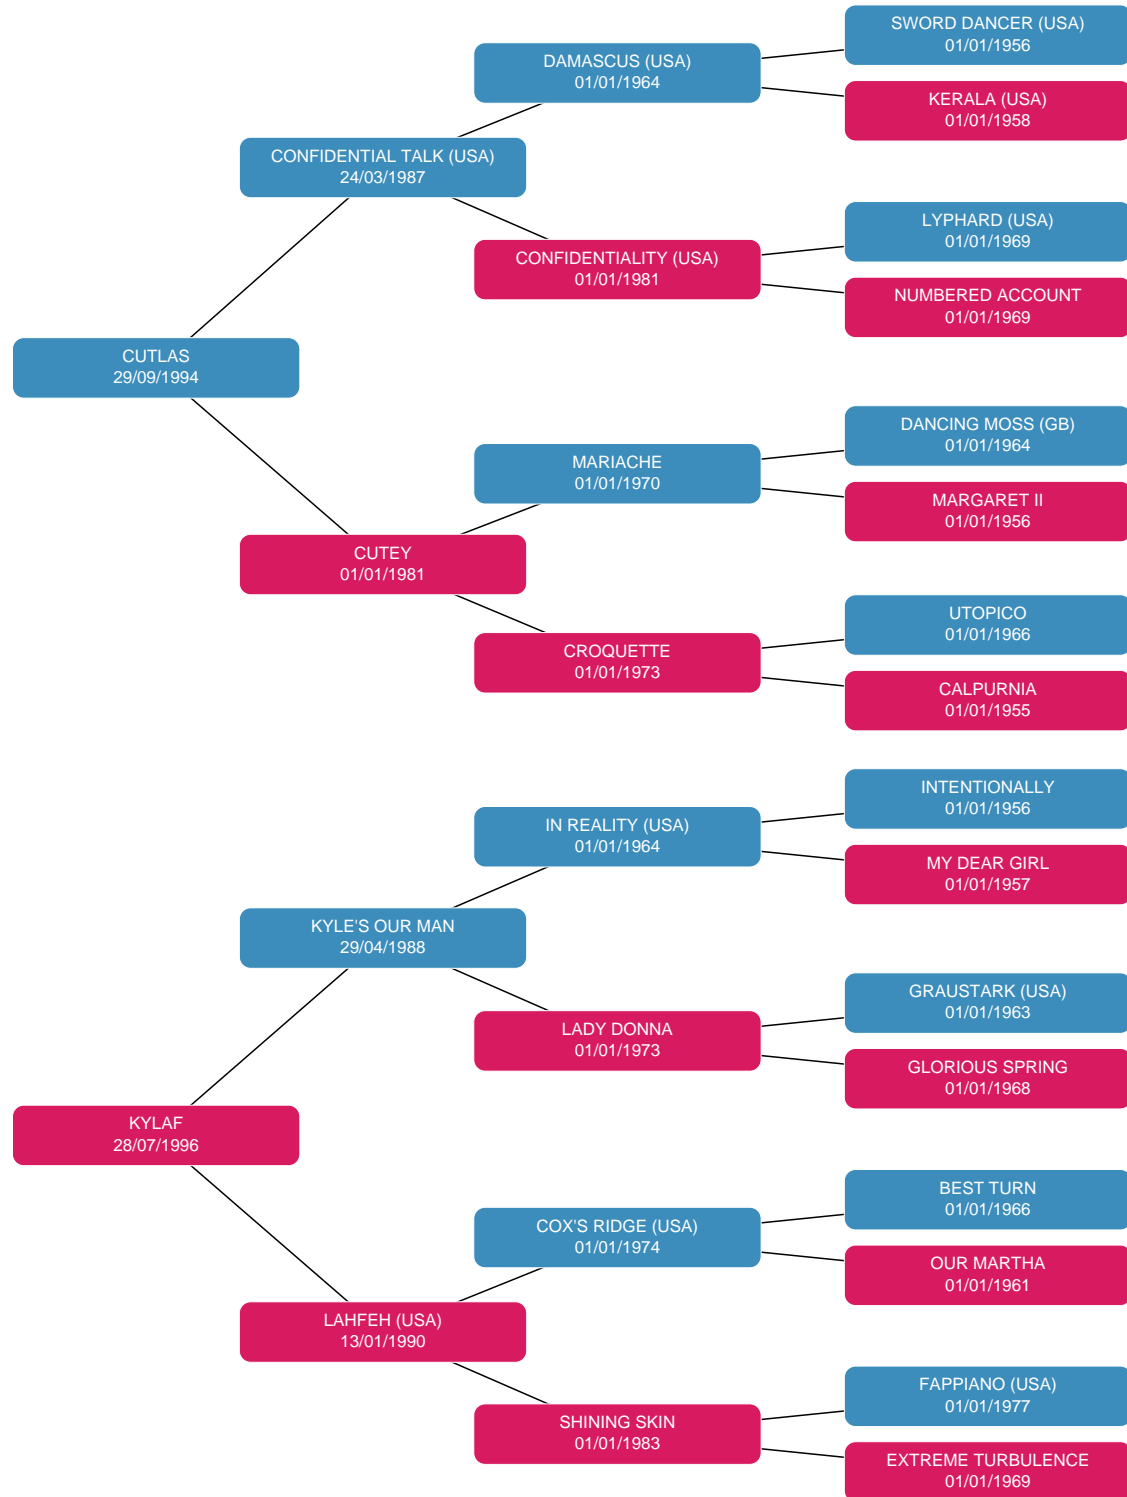 SWORD DANCER (USA)
01/01/1956
DAMASCUS (USA)
01/01/1964
KERALA (USA)
01/01/1958
CONFIDENTIAL TALK (USA)
24/03/1987
LYPHARD (USA)
01/01/1969
CONFIDENTIALITY (USA)
01/01/1981
NUMBERED ACCOUNT
01/01/1969
CUTLAS
29/09/1994
DANCING MOSS (GB)
01/01/1964
MARIACHE
01/01/1970
MARGARET II
01/01/1956
CUTEY
01/01/1981
UTOPICO
01/01/1966
CROQUETTE
01/01/1973
CALPURNIA
01/01/1955
INTENTIONALLY
01/01/1956
IN REALITY (USA)
01/01/1964
MY DEAR GIRL
01/01/1957
KYLE'S OUR MAN
29/04/1988
GRAUSTARK (USA)
01/01/1963
LADY DONNA
01/01/1973
GLORIOUS SPRING
01/01/1968
KYLAF
28/07/1996
BEST TURN
01/01/1966
COX'S RIDGE (USA)
01/01/1974
OUR MARTHA
01/01/1961
LAHFEH (USA)
13/01/1990
FAPPIANO (USA)
01/01/1977
SHINING SKIN
01/01/1983
EXTREME TURBULENCE
01/01/1969